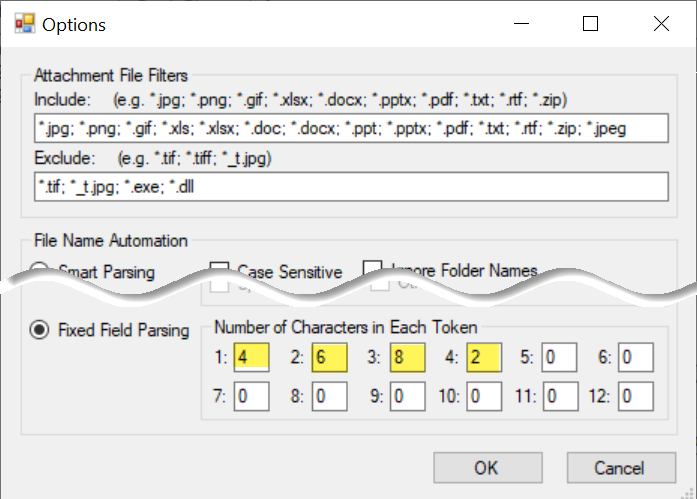 Options
Attachment File Filters
Include: (e.g. *.jpg; *.png; *.gif; *.xlsx; *.docx; *.pptx; *.pdf; *.txt; *.rtf; *.zip)
*.jpg; *.png; *.gif; *.xls; *.xlsx; *.doc; *.docx; *.ppt; *.pptx; *.pdf; *.txt; *.rtf; *.zip; *.jpeg
Exclude: (e.g. *.tif; *.tiff; *_t.jpg)
*.tif; *_t.jpg; *.exe; *.dll
File Name Automation
Smart Parsing Case Sensitive Ignore Folder Names
Fixed Field Parsing
Number of Characters in Each Token
1: 4 2: 6 3: 8 4: 2 5: 0 6: 0
7: 0 8: 0 9: 0 10: 0 11: 0 12: 0
OK Cancel